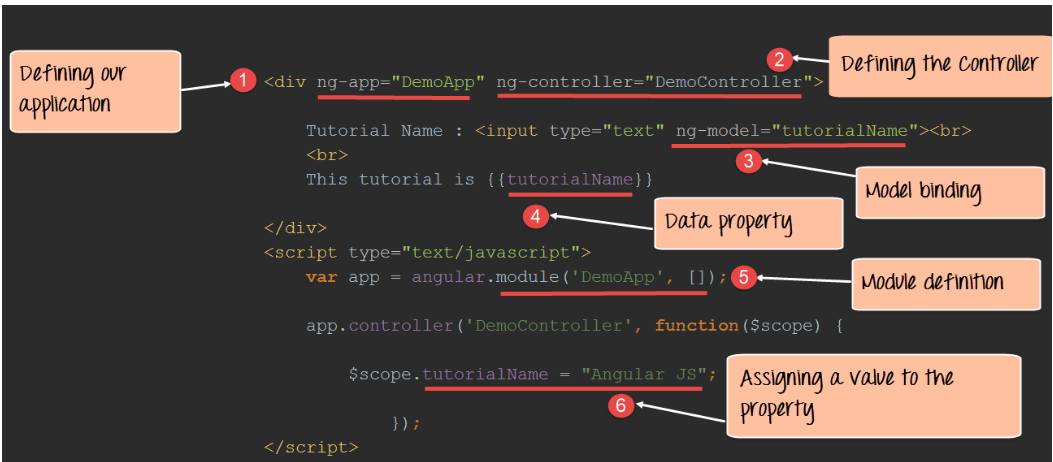 Defining our
application
1
2
Defining the Controller
<div ng-app="DemoApp" ng-controller="DemoController">
Tutorial Name : <input type="text" ng-model="tutorialName"><br>
<br>
3
This tutorial is {{tutorialName}}
Model binding
4
Data property
</div>
<script type="text/javascript">
var app = angular.module('DemoApp', []);
5
Module definition
app.controller('DemoController', function($scope) {
$scope.tutorialName = "Angular JS";
6
Assigning a value to the
property
});
</script>